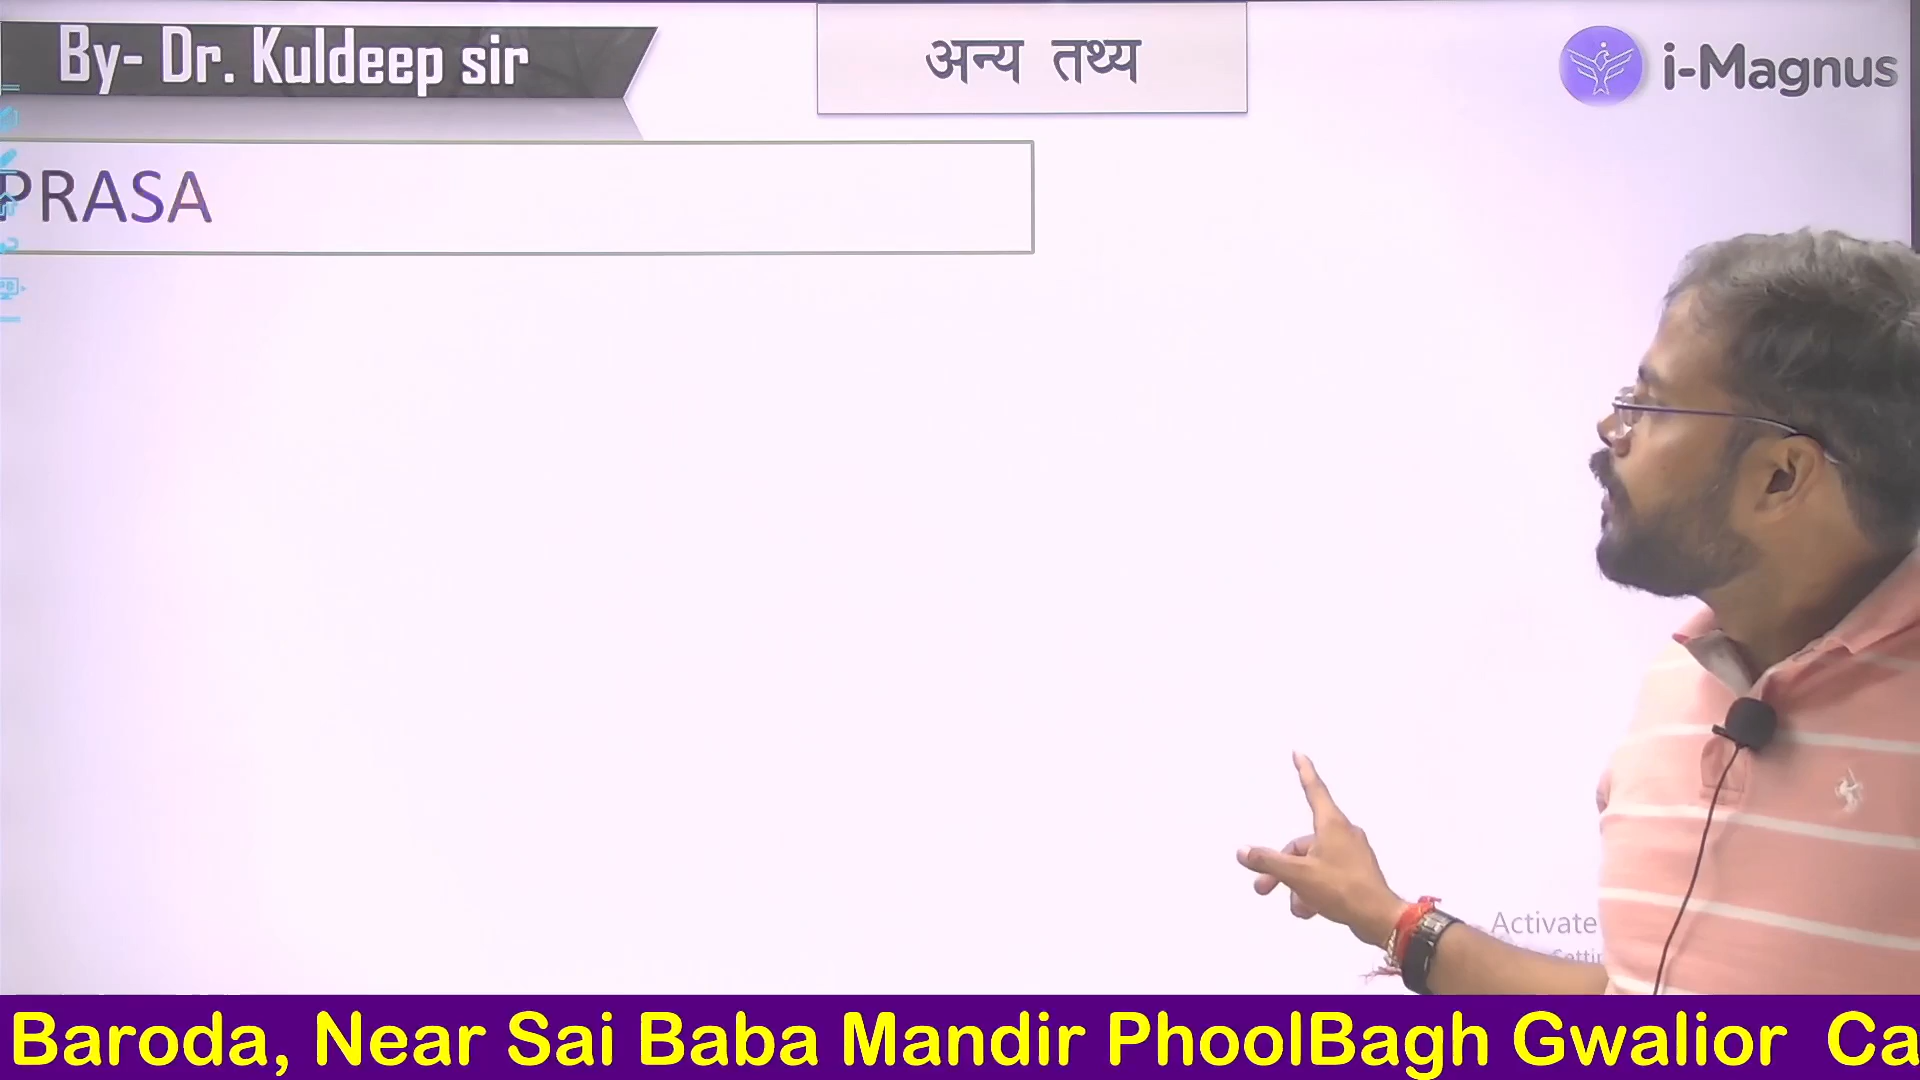 By- Dr. Kuldeep sir
अन्य तथ्य
i-Magnus
PRASA
Activate
Baroda, Near Sai Baba Mandir PhoolBagh Gwalior Ca